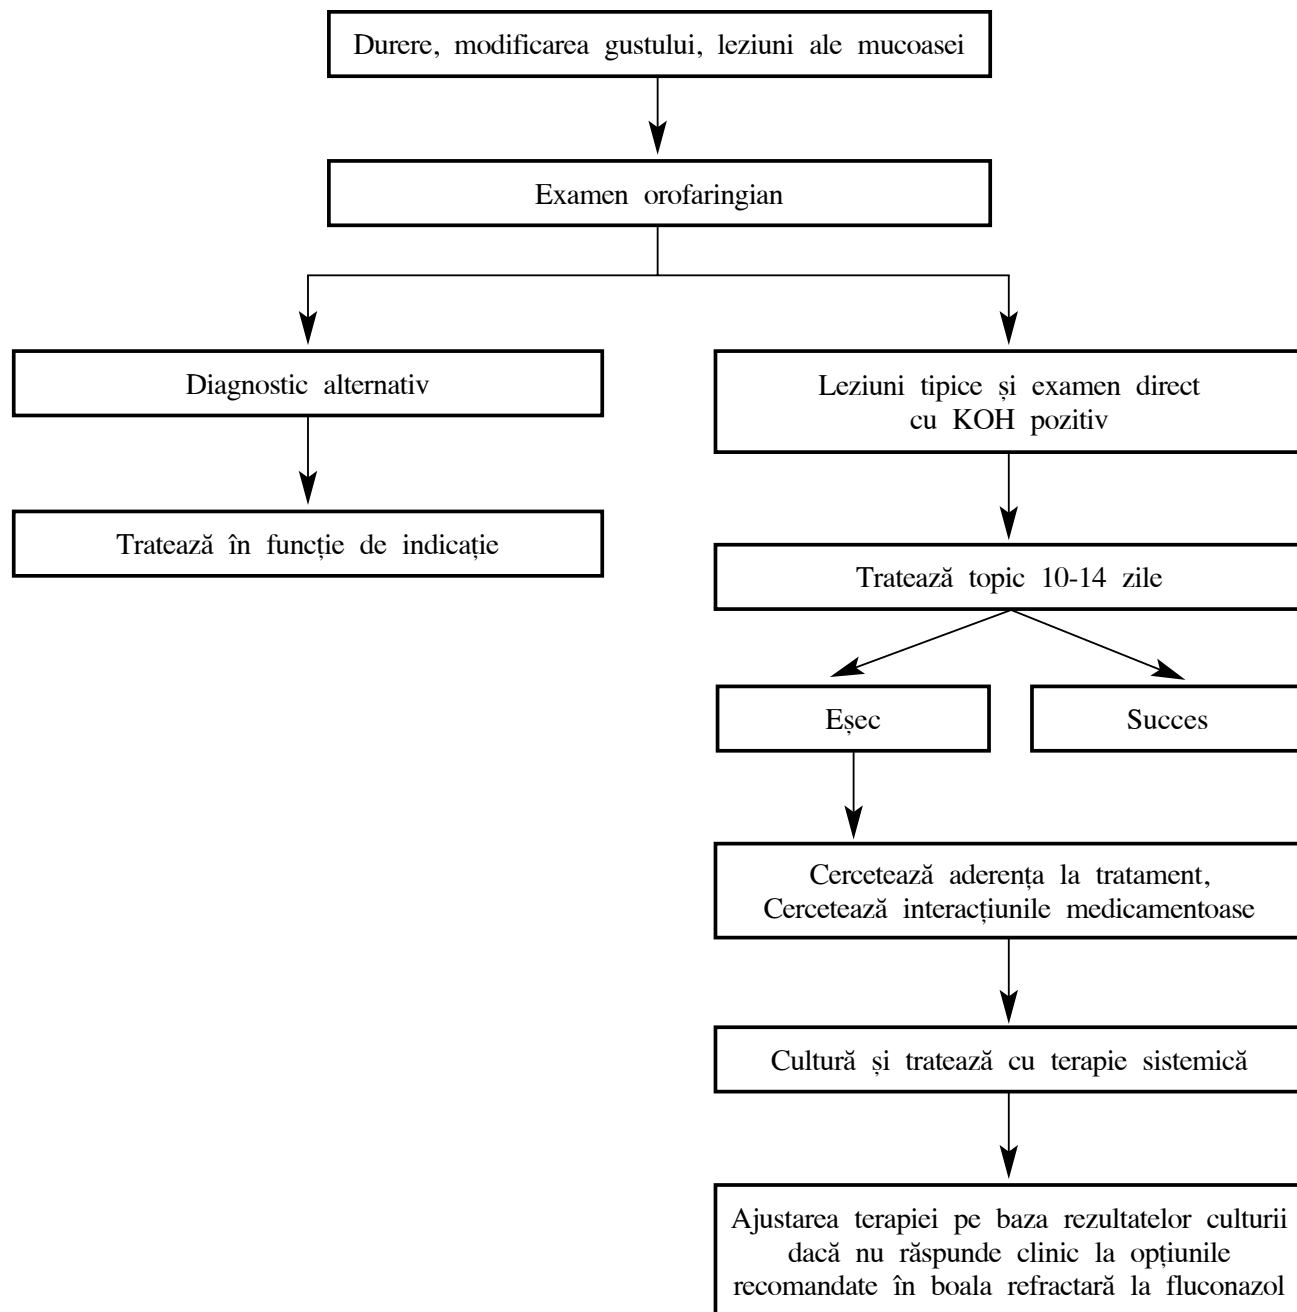 Durere, modificarea gustului, leziuni ale mucoasei
Examen orofaringian
Diagnostic alternativ
Leziuni tipice și examen direct
cu KOH pozitiv
Tratează în funcție de indicație
Tratează topic 10-14 zile
Eșec
Succes
Cercetează aderența la tratament,
Cercetează interacțiunile medicamentoase
Cultură și tratează cu terapie sistemică
Ajustarea terapiei pe baza rezultatelor culturii
dacă nu răspunde clinic la opțiunile
recomandate în boala refractară la fluconazol